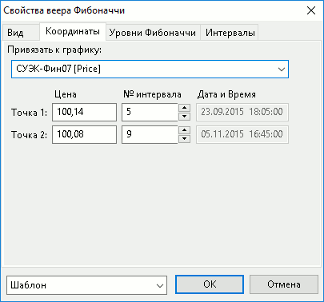 Свойства веера Фибоначчи
Вид Координаты Уровни Фибоначчи Интервалы
Привязать к графику:
СУЭК-Фин07 [Price]
Цена № интервала Дата и Время
Точка 1: 100,14 5 23.09.2015 18:05:00
Точка 2: 100,08 9 05.11.2015 16:45:00
Шаблон OK Отмена